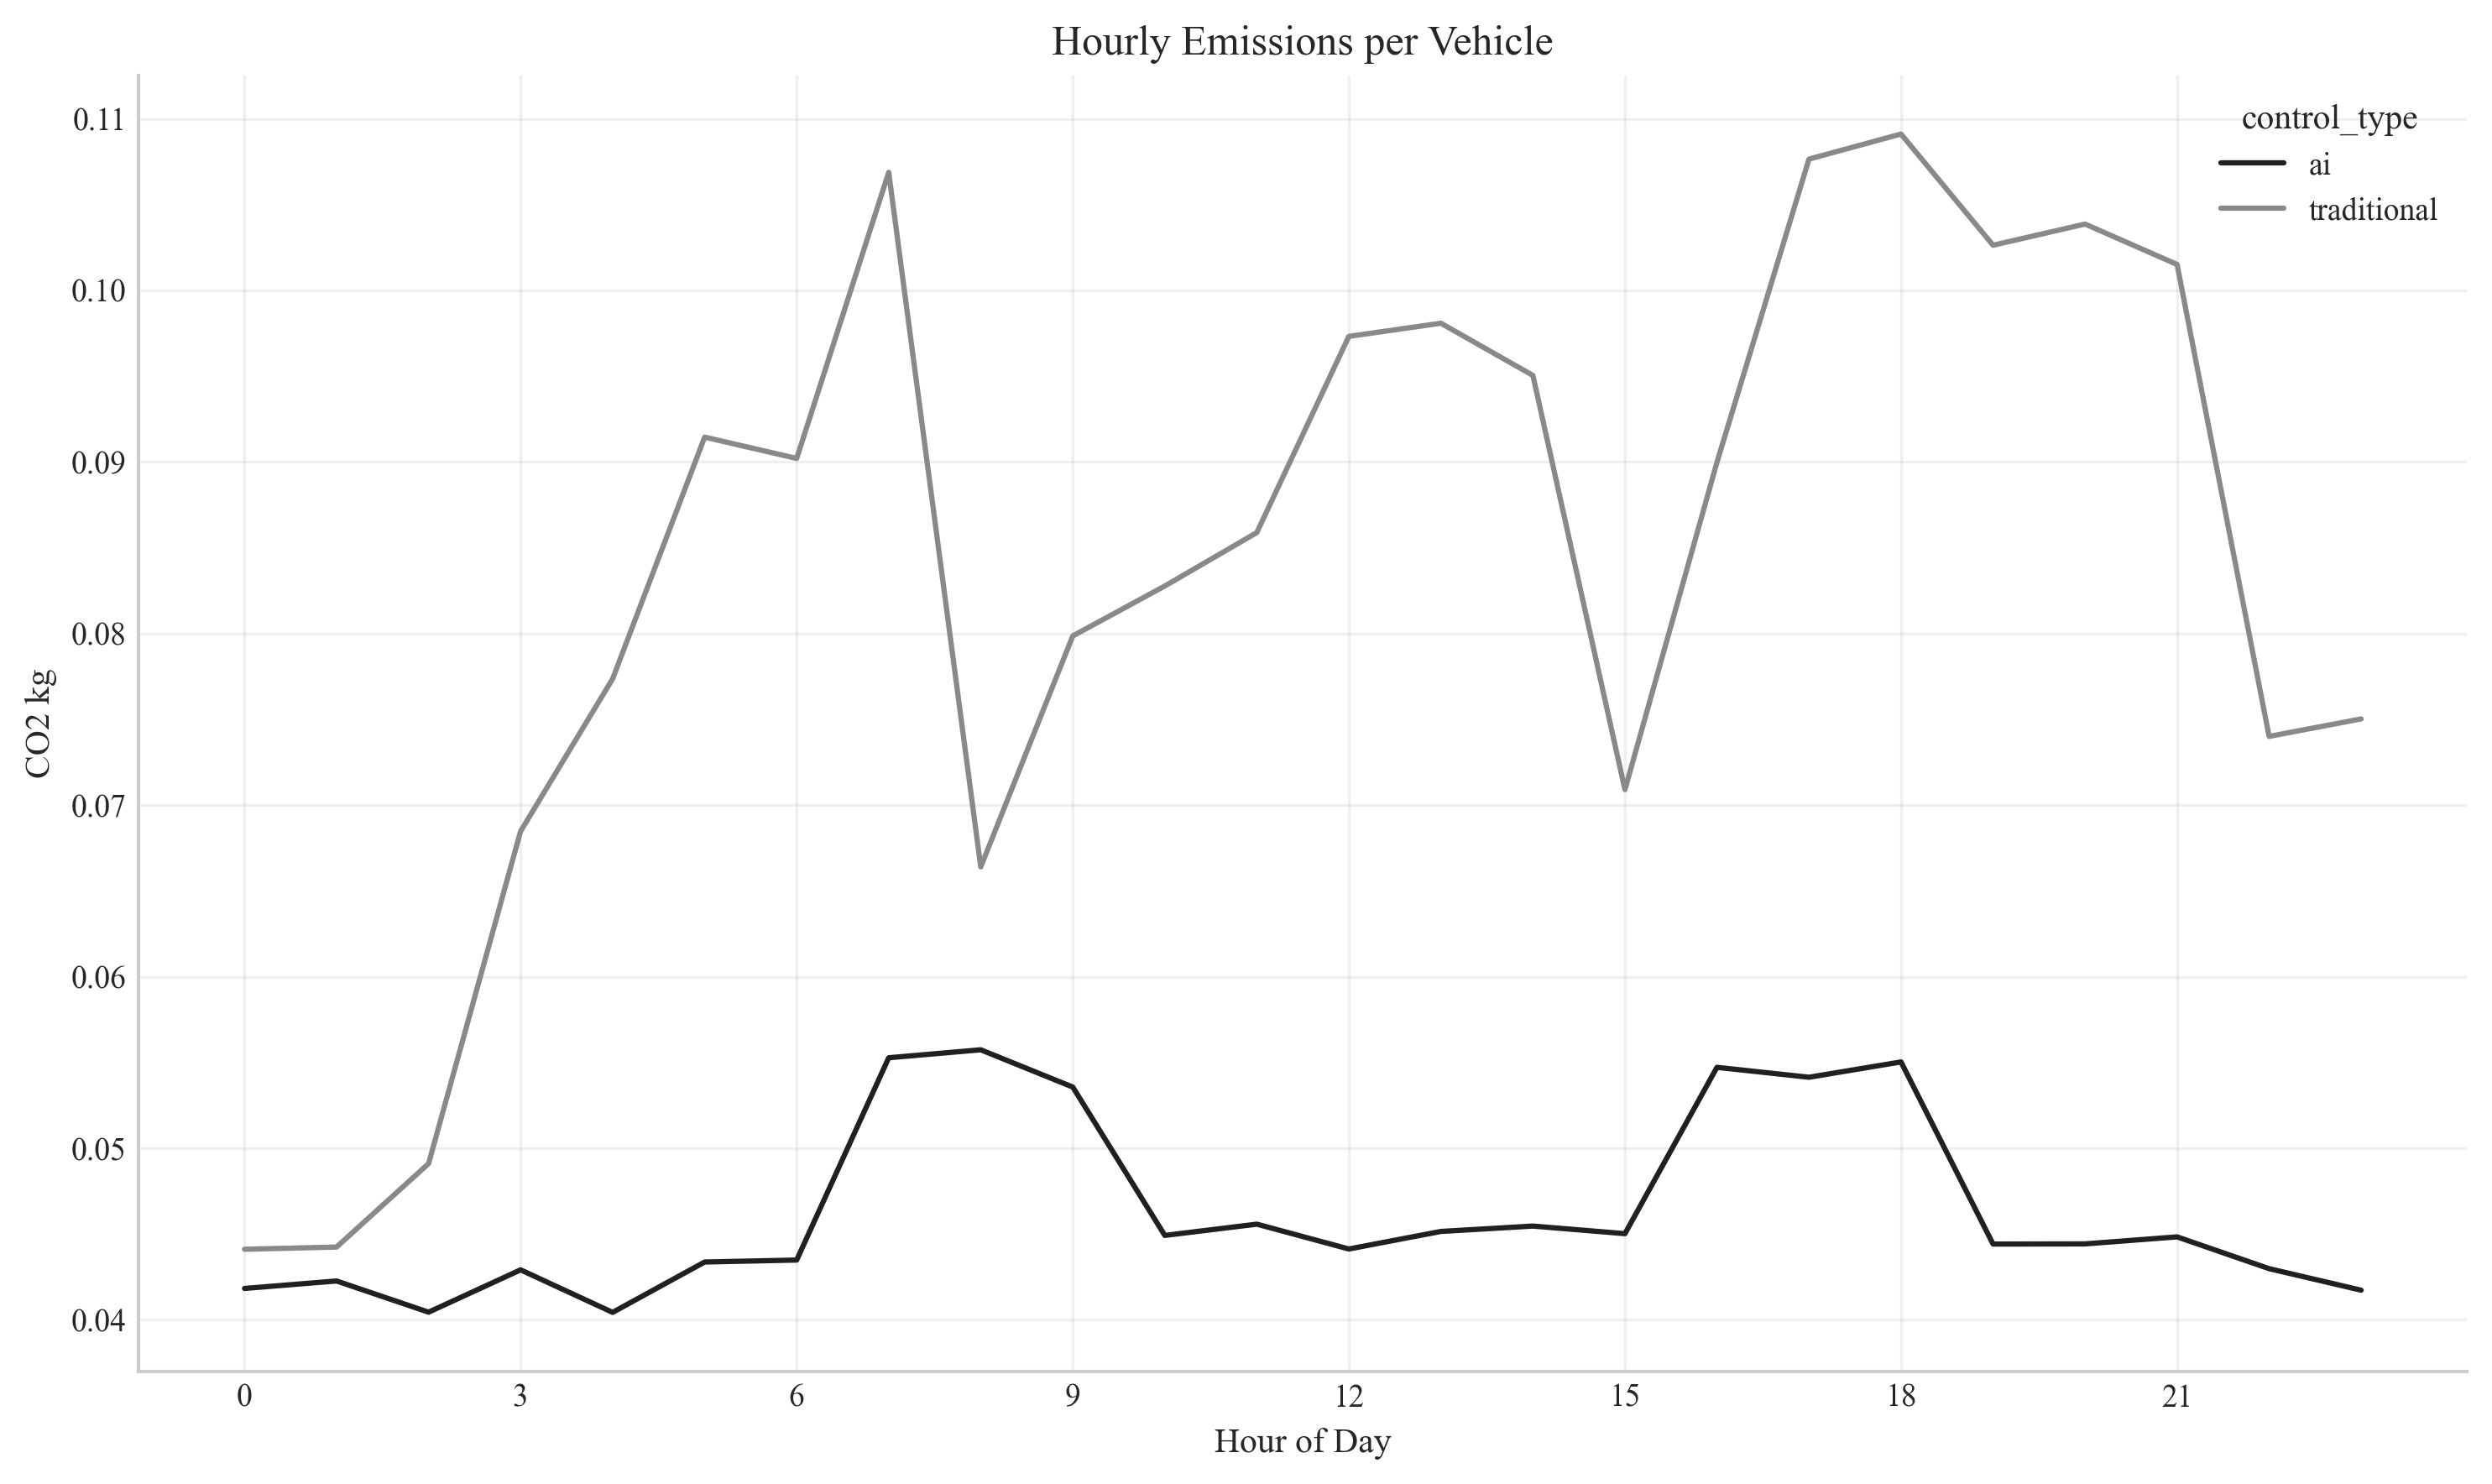 Hourly Emissions per Vehicle
control_type
ai
traditional
0.11
0.10
0.09
0.08
0.07
0.06
0.05
0.04
CO2 kg
0 3 6 9 12 15 18 21
Hour of Day